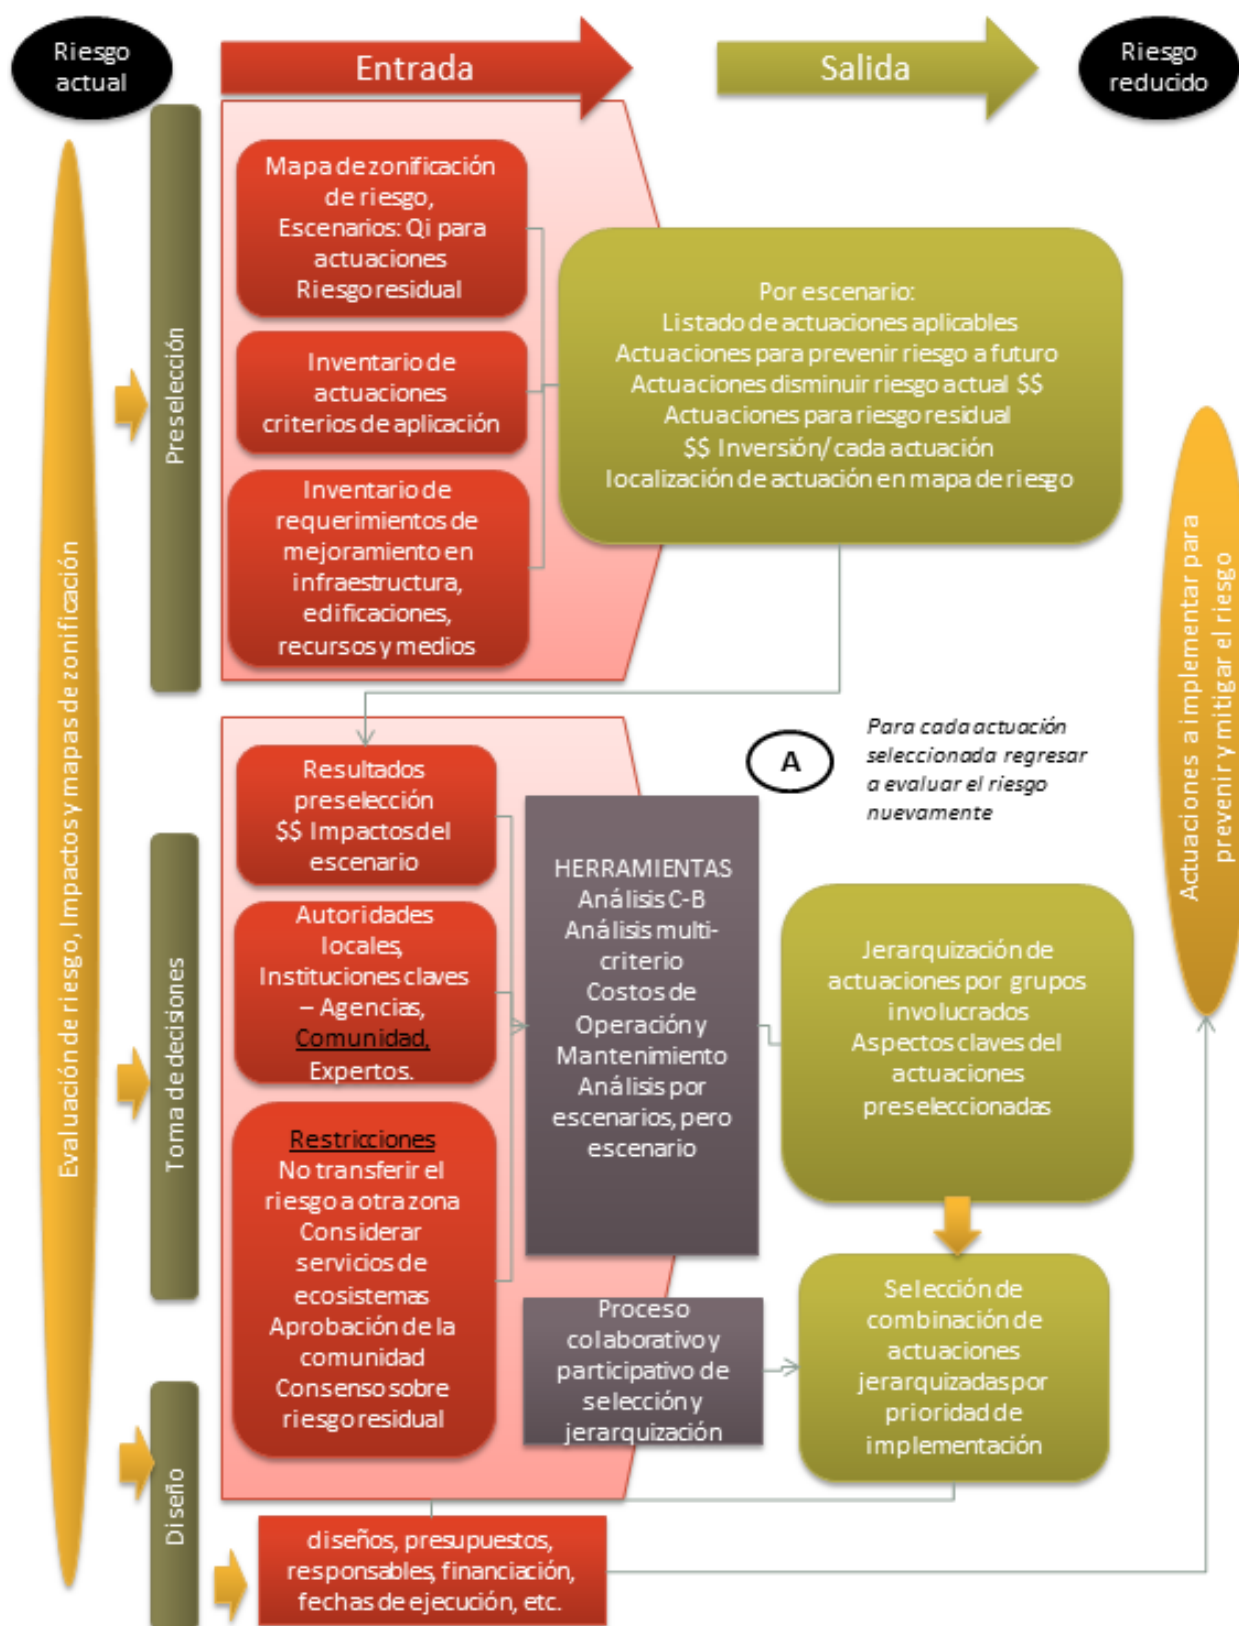 Riesgo
actual
Entrada
Salida
Riesgo
reducido
Evaluación de riesgo, Impactos y mapas de zonificación
Preselección
Mapa de zonificación
de riesgo,
Escenarios: Qi para
actuaciones
Riesgo residual
Inventario de
actuaciones
criterios de aplicación
Inventario de
requerimientos de
mejoramiento en
infraestructura,
edificaciones,
recursos y medios
Por escenario:
Listado de actuaciones aplicables
Actuaciones para prevenir riesgo a futuro
Actuaciones disminuir riesgo actual $$
Actuaciones para riesgo residual
$$ Inversión/ cada actuación
localización de actuación en mapa de riesgo
Actuaciones a implementar para
prevenir y mitigar el riesgo
A
Para cada actuación
seleccionada regresar
a evaluar el riesgo
nuevamente
Toma de decisiones
Resultados
preselección
$$ Impactos del
escenario
Autoridades
locales,
Instituciones claves
– Agencias,
Comunidad,
Expertos.
Restricciones
No transferir el
riesgo a otra zona
Considerar
servicios de
ecosistemas
Aprobación de la
comunidad
Consenso sobre
riesgo residual
HERRAMIENTAS
Análisis C-B
Análisis multi-
criterio
Costos de
Operación y
Mantenimiento
Análisis por
escenarios, pero
escenario
Jerarquización de
actuaciones por grupos
involucrados
Aspectos claves del
actuaciones
preseleccionadas
Proceso
colaborativo y
participativo de
selección y
jerarquización
Selección de
combinación de
actuaciones
jerarquizadas por
prioridad de
implementación
Diseño
diseños, presupuestos,
responsables, financiación,
fechas de ejecución, etc.